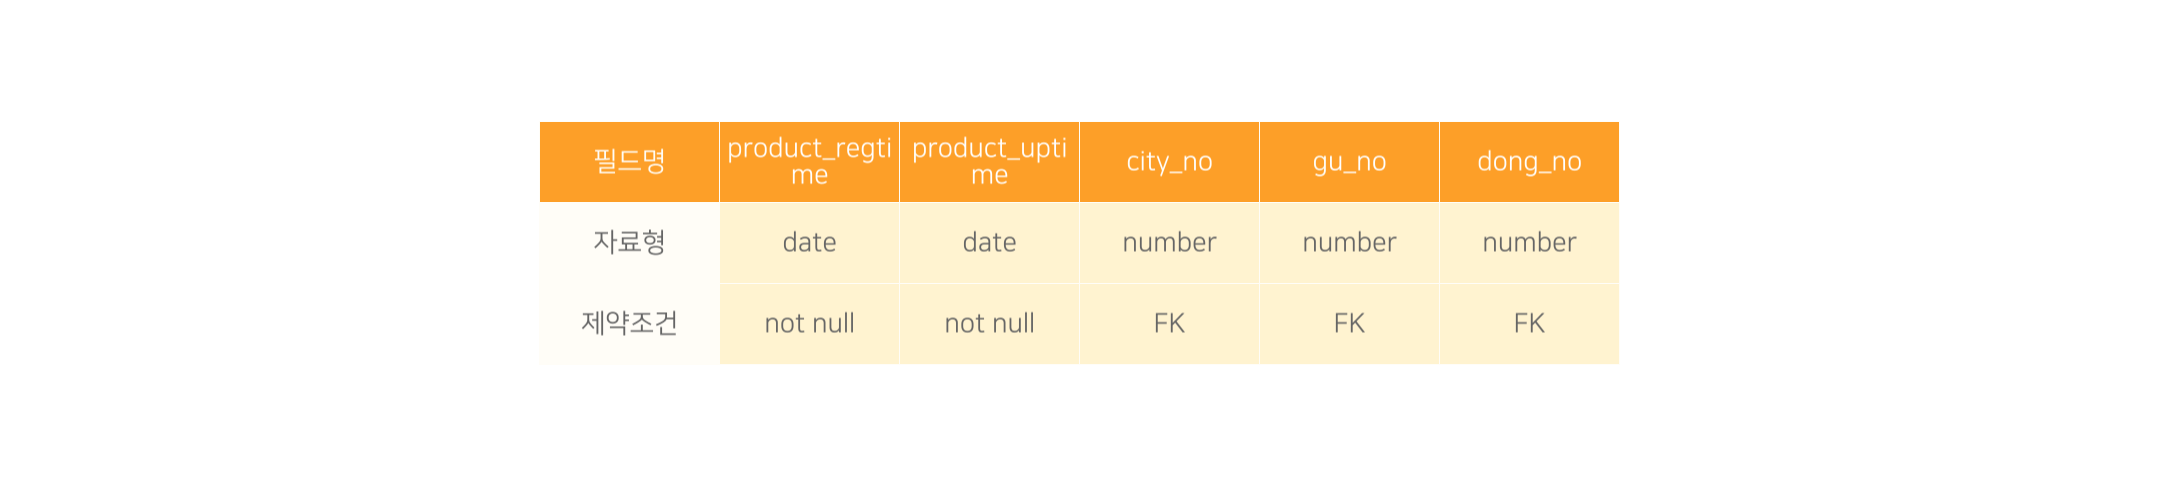 필드명 product_regti me product_upti me city_no gu_no dong_no
자료형 date date number number number
제약조건 not null not null FK FK FK